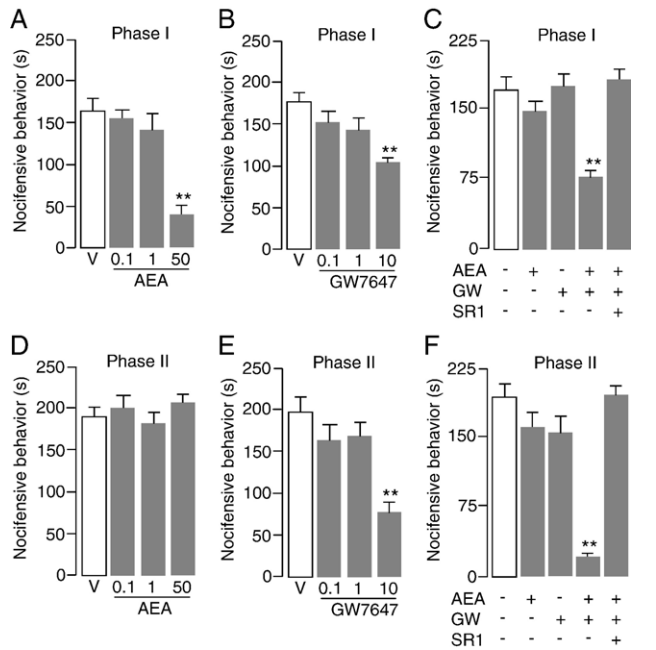 A
Phase I
Nocifensive behavior (s)
250
200
150
100
50
0
V 0.1 1 50
AEA
**
B
Phase I
Nocifensive behavior (s)
250
200
150
100
50
0
V 0.1 1 10
GW7647
**
C
Phase I
Nocifensive behavior (s)
225
150
75
0
**
AEA - + - + +
GW - - + + +
SR1 - - - - +
D
Phase II
Nocifensive behavior (s)
250
200
150
100
50
0
V 0.1 1 50
AEA
E
Phase II
Nocifensive behavior (s)
250
200
150
100
50
0
V 0.1 1 10
GW7647
**
F
Phase II
Nocifensive behavior (s)
225
150
75
0
**
AEA - + - + +
GW - - + + +
SR1 - - - - +